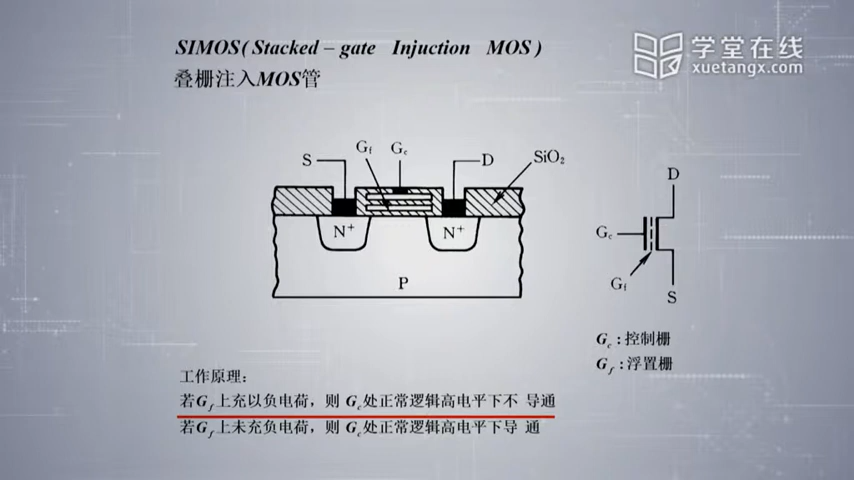 SIMOS(Stacked – gate Injuction MOS)
学堂在线
xuetangx.com
叠栅注入MOS管
S
Gf
Gc
D
SiO2
N+
N+
P
D
Gc
Gf
S
Gc:控制栅
Gf:浮置栅
工作原理:
若Gf上充以负电荷，则 Gc处正常逻辑高电平下不 导通
若Gf上未充负电荷，则 Gc处正常逻辑高电平下导 通